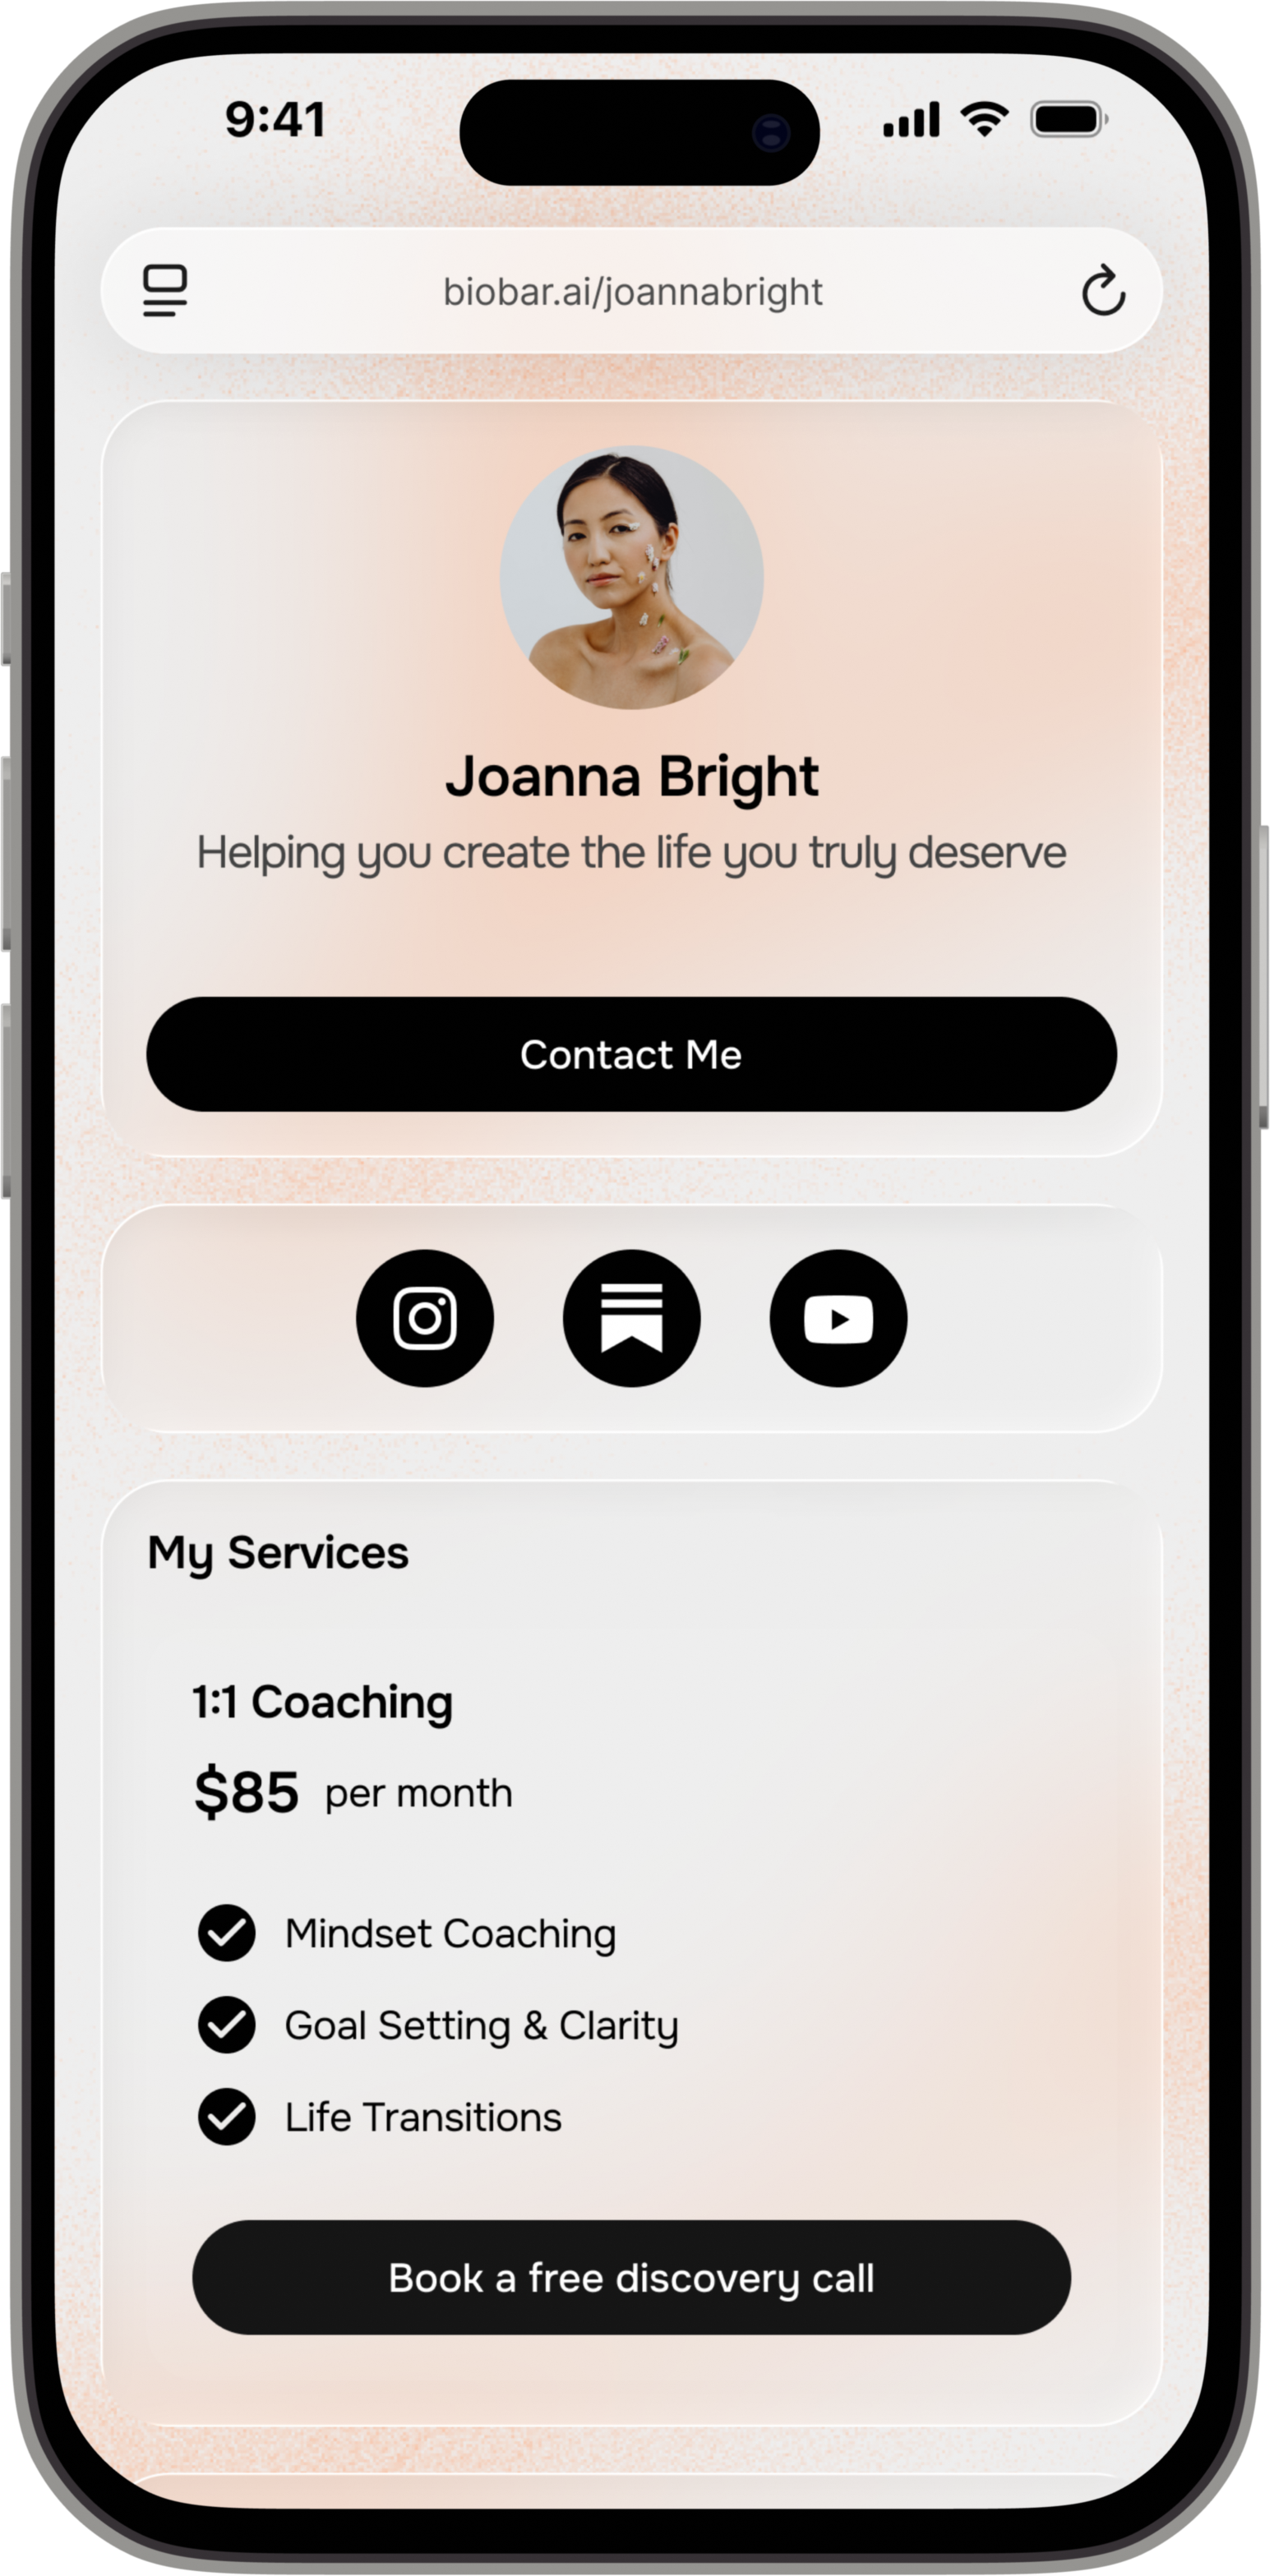 9:41
biobar.ai/joannabright
Joanna Bright
Helping you create the life you truly deserve
Contact Me
My Services
1:1 Coaching
$85 per month
Mindset Coaching
Goal Setting & Clarity
Life Transitions
Book a free discovery call